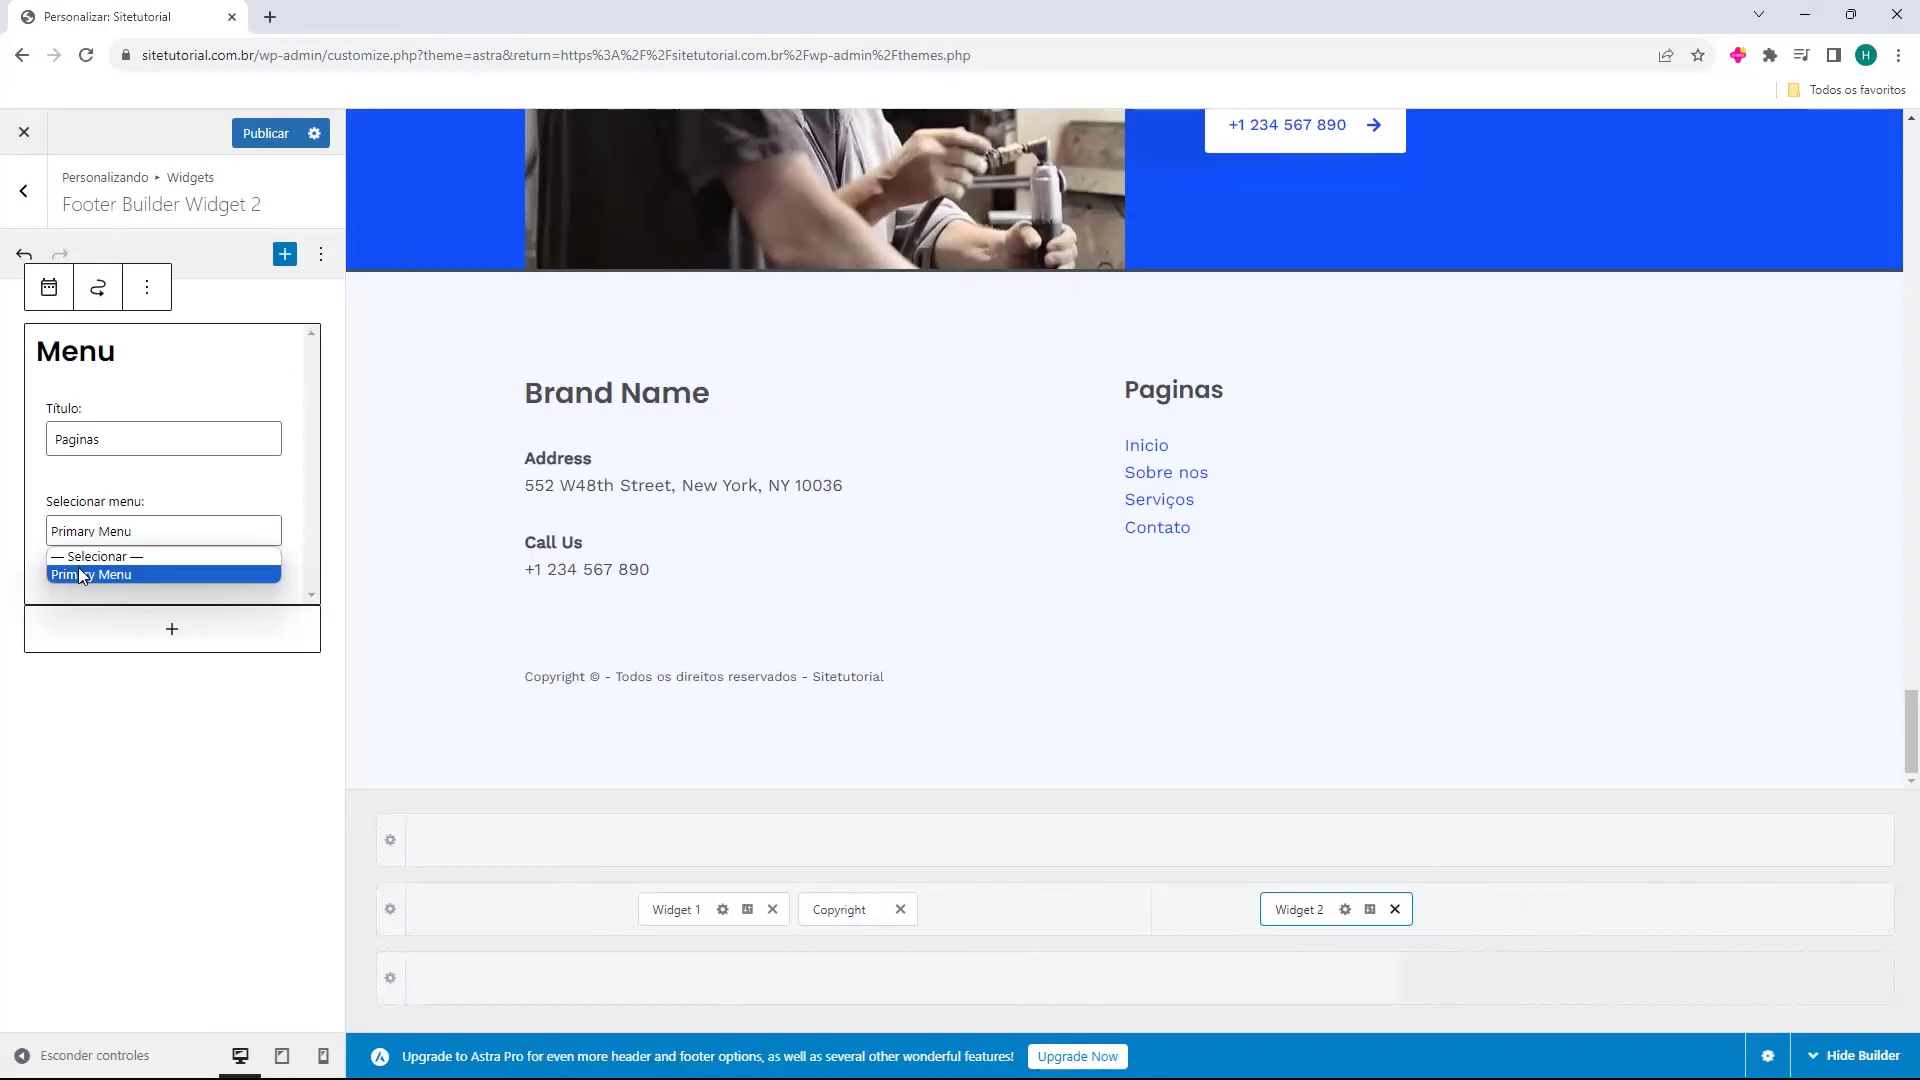 Personalizar: Sitetutorial
sitetutorial.com.br/wp-admin/customize.php?theme=astra&return=https%3A%2F%2Fsitetutorial.com.br%2Fwp-admin%2Fthemes.php
H
Todos os favoritos
Publicar
Personalizando ▸ Widgets
Footer Builder Widget 2
Menu
Título:
Paginas
Selecionar menu:
Primary Menu
— Selecionar —
Primary Menu
+1 234 567 890
Brand Name
Address
552 W48th Street, New York, NY 10036
Call Us
+1 234 567 890
Paginas
Inicio
Sobre nos
Serviços
Contato
Copyright © - Todos os direitos reservados - Sitetutorial
Widget 1
Copyright
Widget 2
Esconder controles
Upgrade to Astra Pro for even more header and footer options, as well as several other wonderful features!
Upgrade Now
Hide Builder